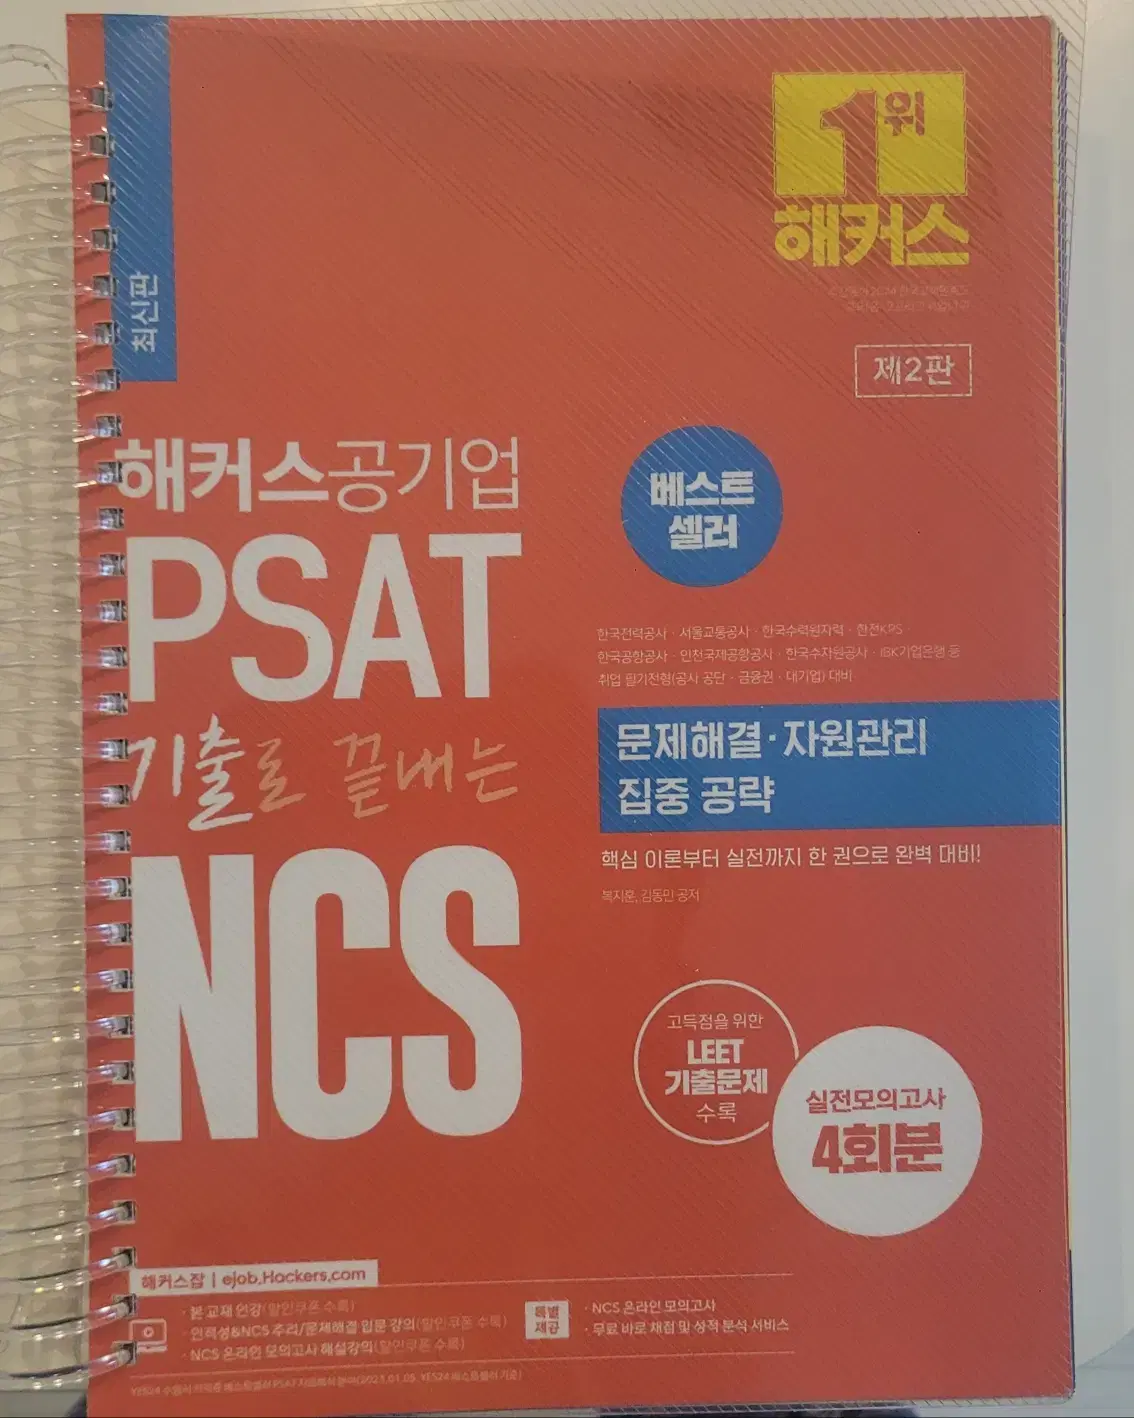 최신판
1위
해커스
제2판
해커스공기업
PSAT
기출로 끝내는
NCS
베스트
셀러
한국전력공사 · 서울교통공사 · 한국수력원자력 · 한전KPS ·
한국공항공사 · 인천국제공항공사 · 한국수자원공사 · IBK기업은행 등
취업 필기전형(공사 공단 · 금융권 · 대기업) 대비
문제해결·자원관리
집중 공략
핵심 이론부터 실전까지 한 권으로 완벽 대비!
복지훈, 김동민 공저
고득점을 위한
LEET
기출문제
수록
실전모의고사
4회분
해커스잡 | ejob.Hackers.com
· 본 교재 인강(할인쿠폰 수록)
· 인적성&NCS 추리/문제해결 입문 강의(할인쿠폰 수록)
· NCS 온라인 모의고사 해설강의(할인쿠폰 수록)
특별
제공
· NCS 온라인 모의고사
· 무료 바로 채점 및 성적 분석 서비스